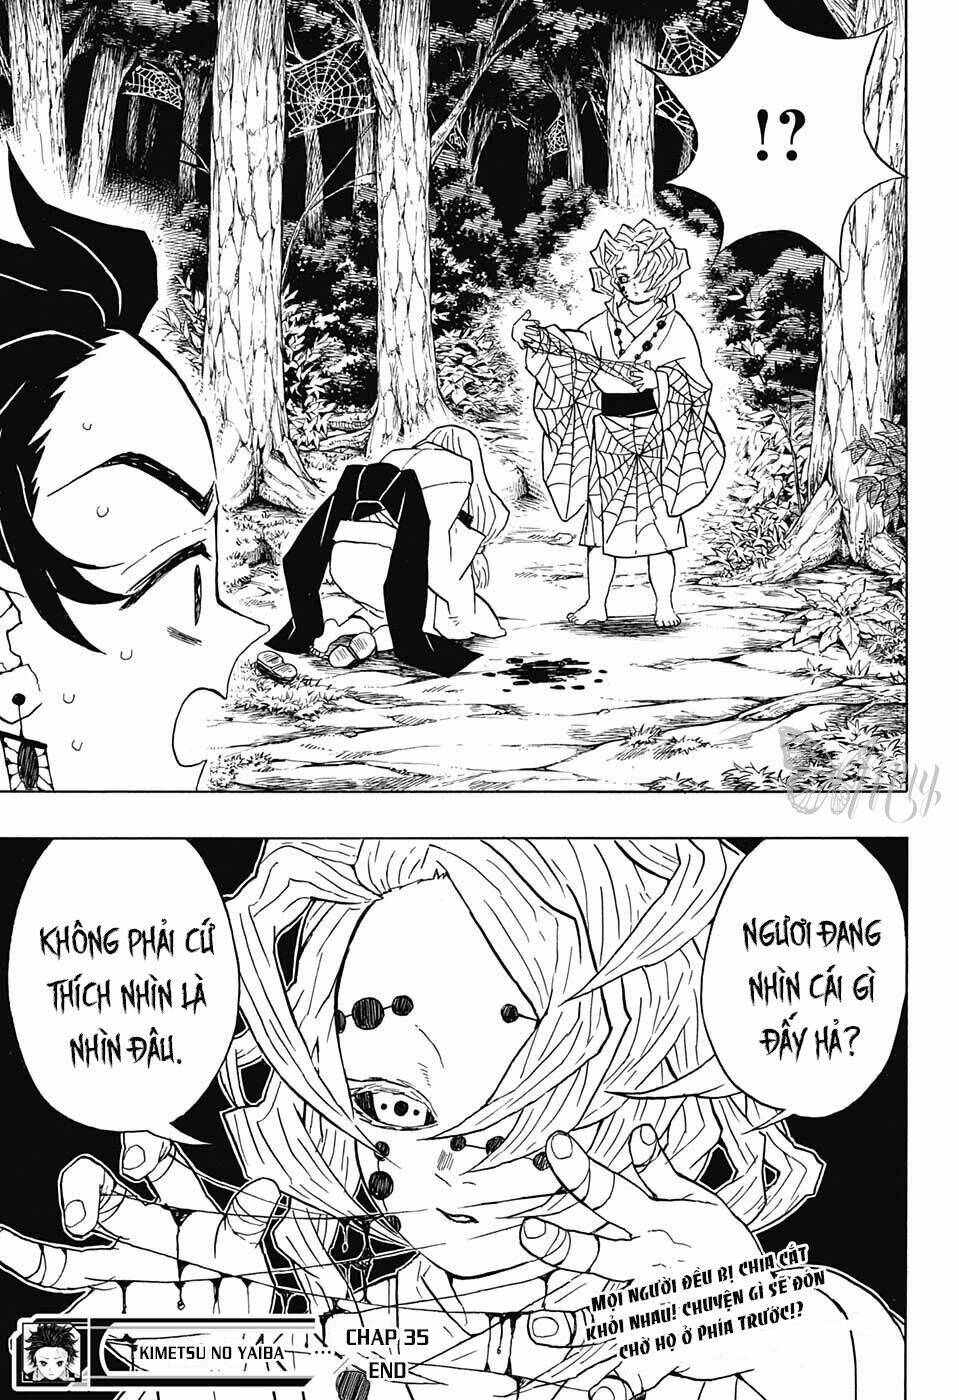 !?
NGƯƠI ĐANG
NHÌN CÁI GÌ
ĐẤY HẢ?
KHÔNG PHẢI CỨ
THÍCH NHÌN LÀ
NHÌN ĐÂU.
MỌI NGƯỜI ĐỀU BỊ CHIA CẮT
KHỎI NHAU! CHUYỆN GÌ SẼ ĐÓN
CHỜ HỌ Ở PHÍA TRƯỚC!?
KIMETSU NO YAIBA
CHAP 35
END